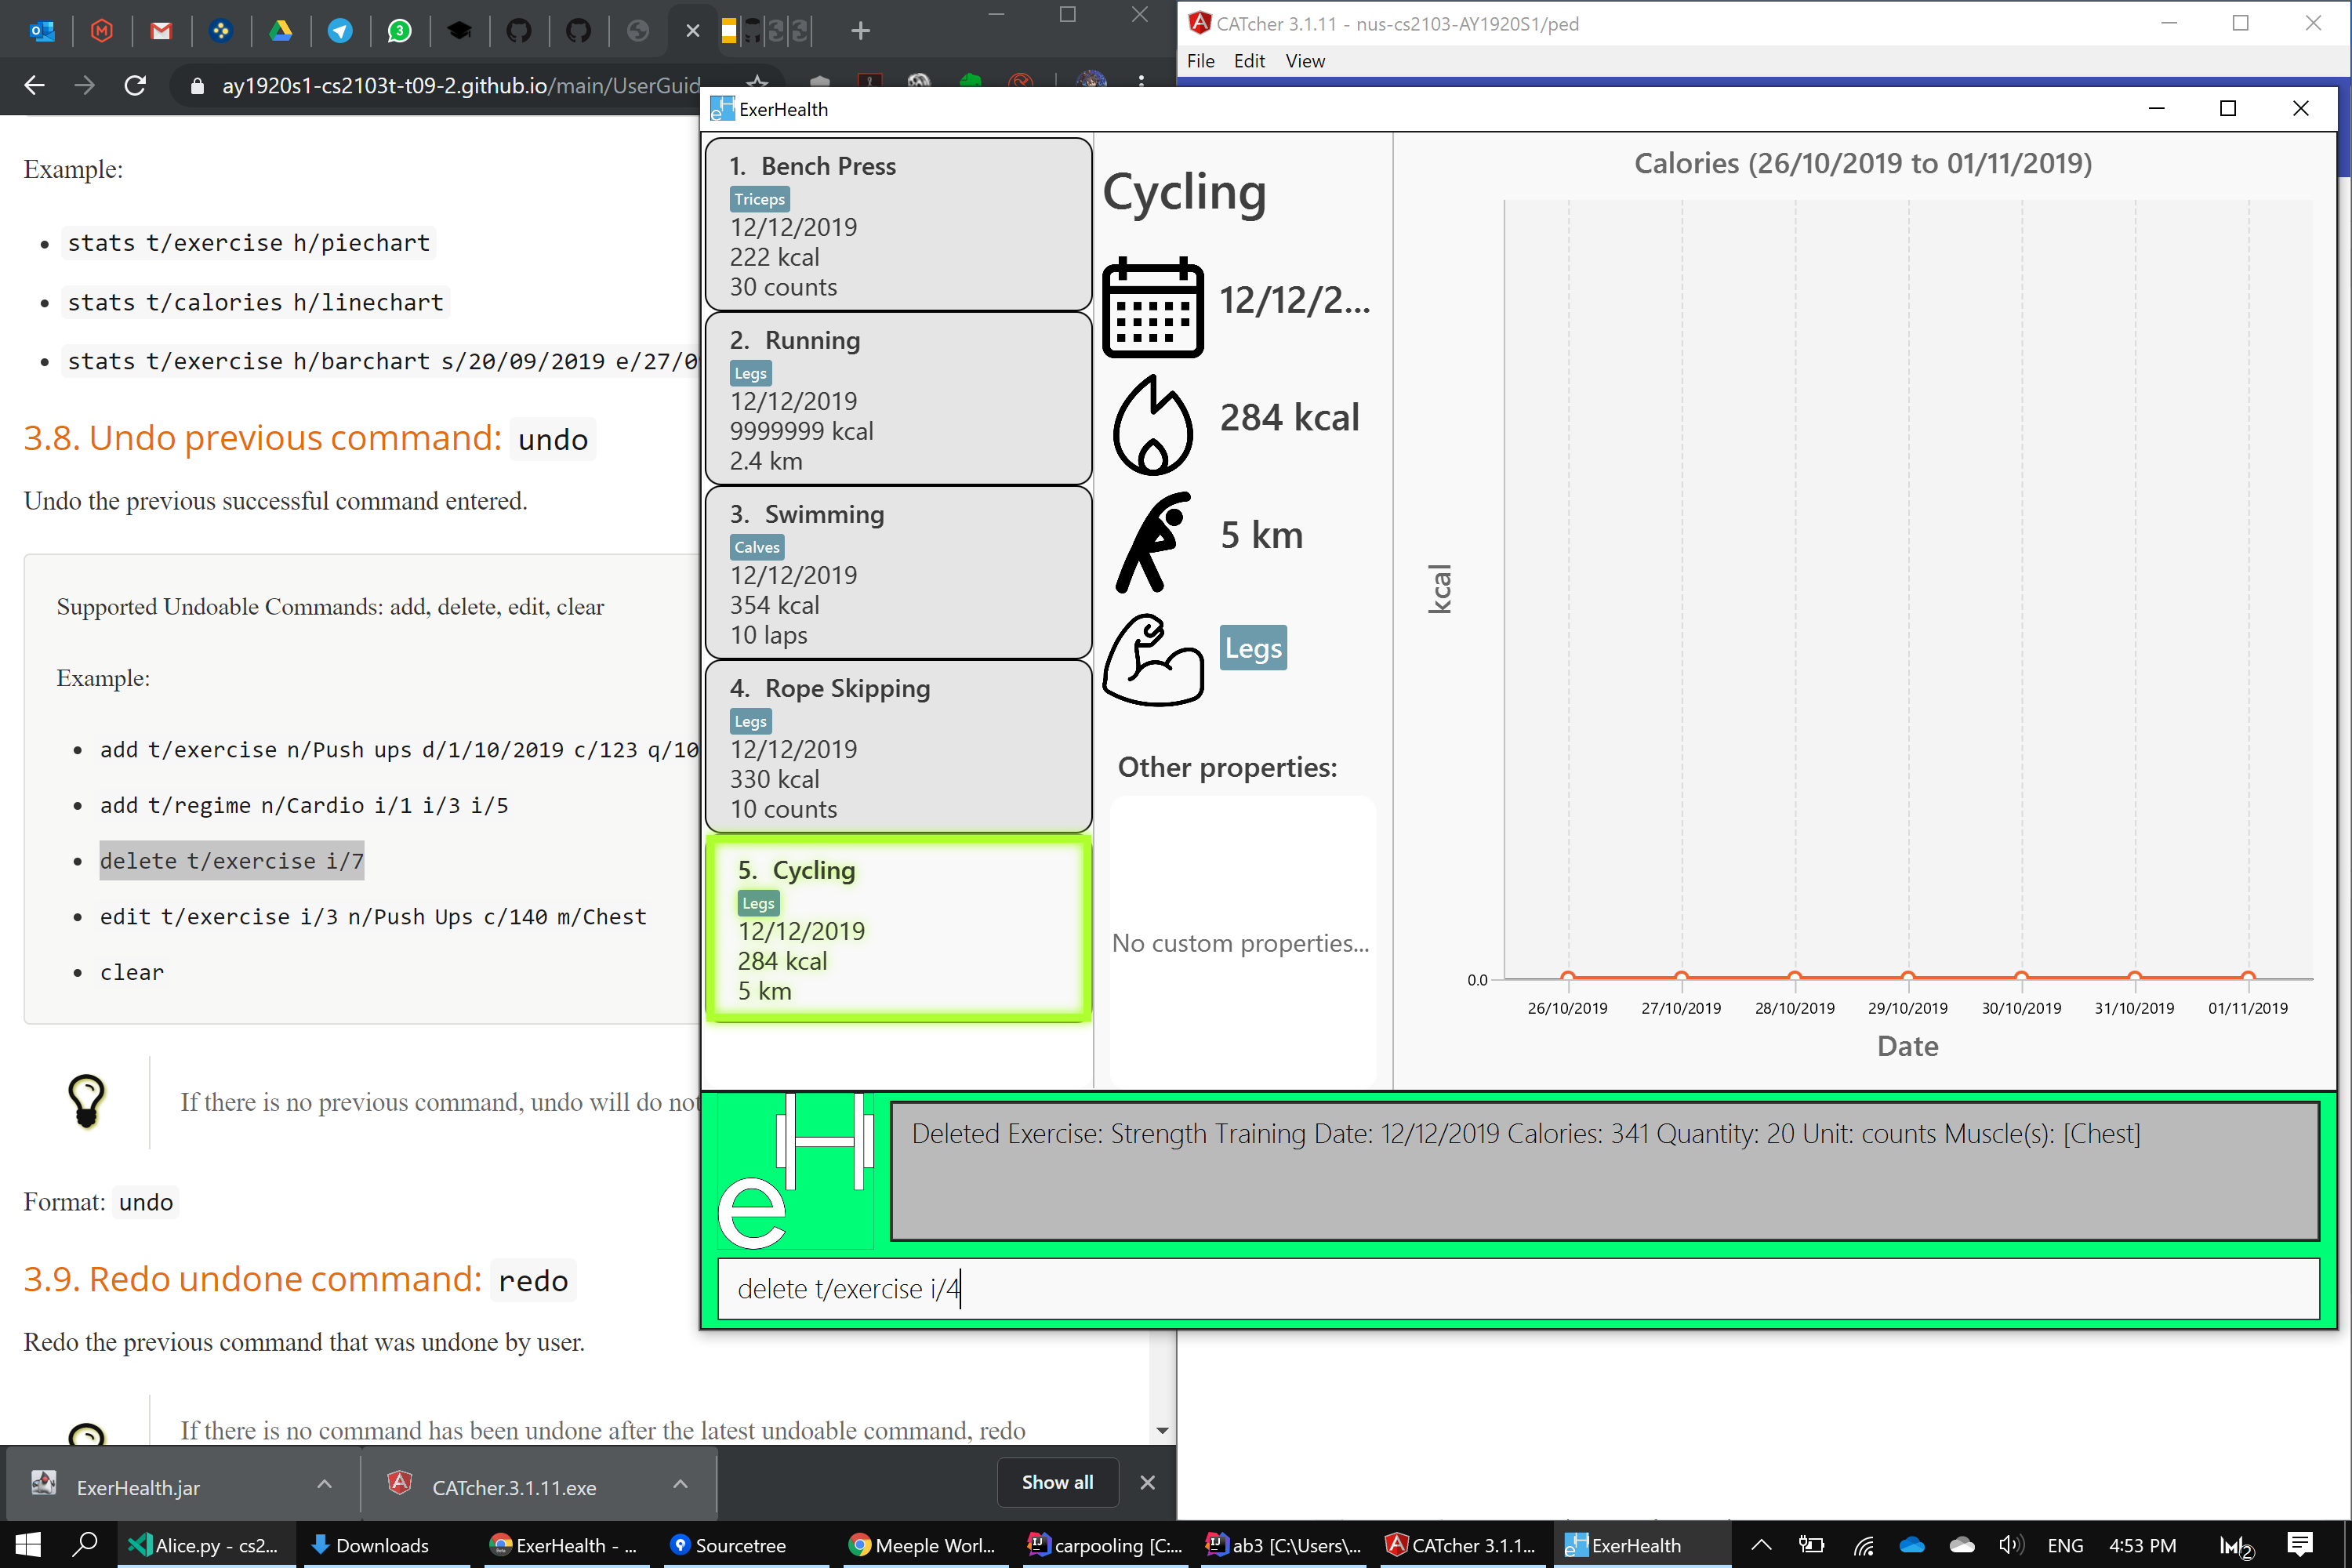 ay1920s1-cs2103t-t09-2.github.io/main/UserGuid
Example:
stats t/exercise h/piechart
stats t/calories h/linechart
stats t/exercise h/barchart s/20/09/2019 e/27/0
3.8. Undo previous command: undo
Undo the previous successful command entered.
Supported Undoable Commands: add, delete, edit, clear
Example:
add t/exercise n/Push ups d/1/10/2019 c/123 q/10
add t/regime n/Cardio i/1 i/3 i/5
delete t/exercise i/7
edit t/exercise i/3 n/Push Ups c/140 m/Chest
clear
If there is no previous command, undo will do not
Format: undo
3.9. Redo undone command: redo
Redo the previous command that was undone by user.
If there is no command has been undone after the latest undoable command, redo
ExerHealth.jar
CATcher.3.1.11.exe
Show all
CATcher 3.1.11 - nus-cs2103-AY1920S1/ped
File Edit View
ExerHealth
1. Bench Press
Triceps
12/12/2019
222 kcal
30 counts
2. Running
Legs
12/12/2019
9999999 kcal
2.4 km
3. Swimming
Calves
12/12/2019
354 kcal
10 laps
4. Rope Skipping
Legs
12/12/2019
330 kcal
10 counts
5. Cycling
Legs
12/12/2019
284 kcal
5 km
Cycling
12/12/2...
284 kcal
5 km
Legs
Other properties:
No custom properties...
Calories (26/10/2019 to 01/11/2019)
kcal
0.0
26/10/2019 27/10/2019 28/10/2019 29/10/2019 30/10/2019 31/10/2019 01/11/2019
Date
eH
Deleted Exercise: Strength Training Date: 12/12/2019 Calories: 341 Quantity: 20 Unit: counts Muscle(s): [Chest]
delete t/exercise i/4
Alice.py - cs2...
Downloads
ExerHealth - ...
Sourcetree
Meeple Worl...
carpooling [C:...
ab3 [C:\Users\...
CATcher 3.1.1...
ExerHealth
ENG
4:53 PM
2